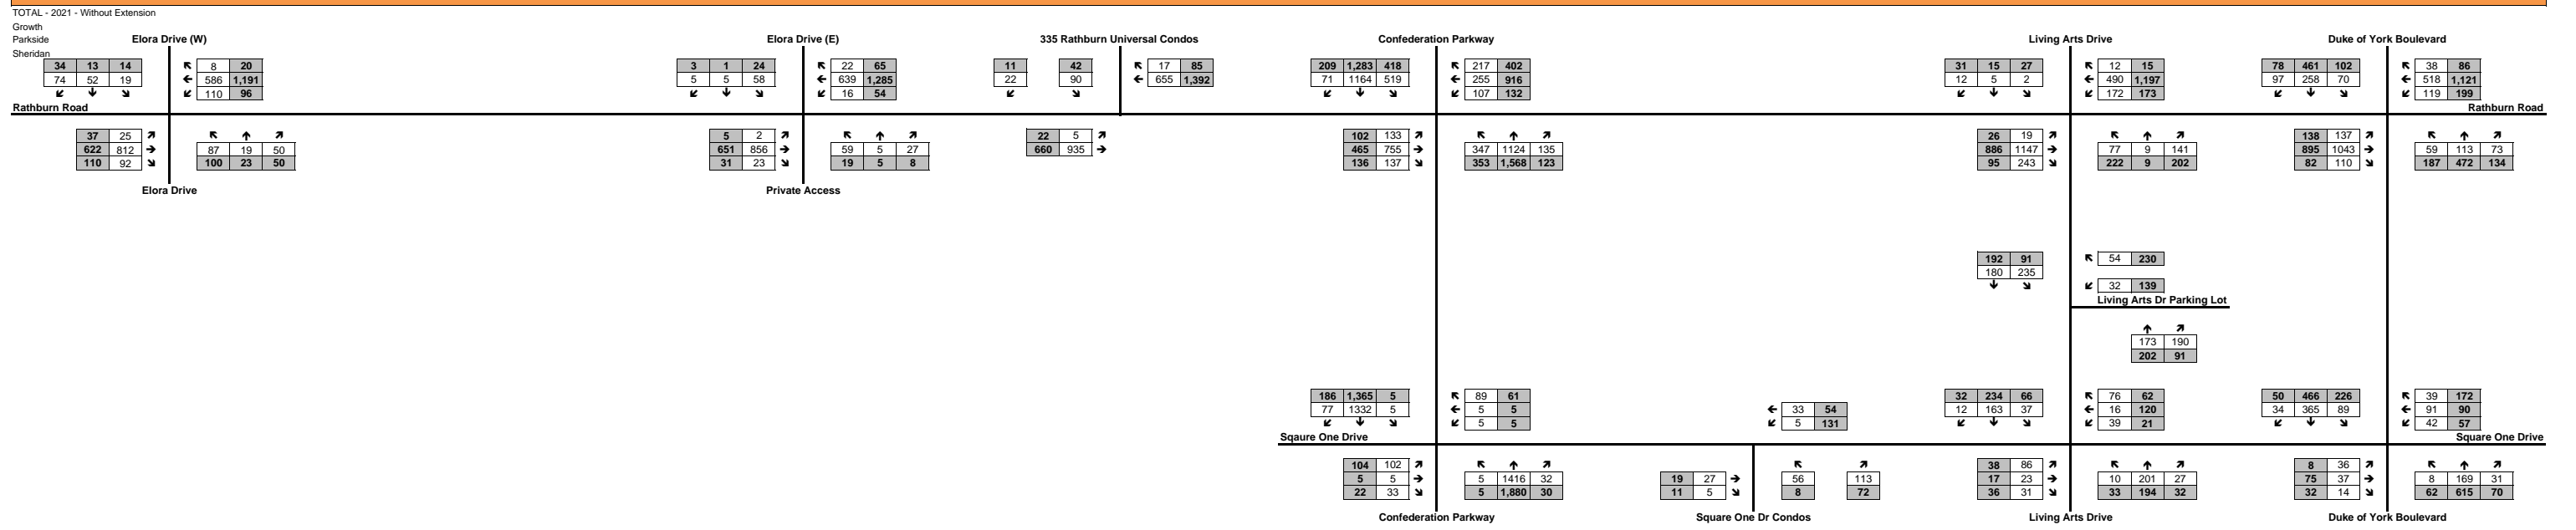 TOTAL - 2021 - Without Extension
Growth
Parkside
Sheridan
Elora Drive (W)
Elora Drive (E)
335 Rathburn Universal Condos
Confederation Parkway
Living Arts Drive
Duke of York Boulevard
34 13 14 ↖ 8 20 3 1 24 ↖ 22 65 11 42 ↖ 17 85 209 1,283 418 ↖ 217 402 31 15 27 ↖ 12 15 78 461 102 ↖ 38 86
74 52 19 ← 586 1,191 5 5 58 ← 639 1,285 22 90 ← 655 1,392 71 1164 519 ← 255 916 12 5 2 ← 490 1,197 97 258 70 ← 518 1,121
↙ ↓ ↘ ↙ 110 96 ↙ ↓ ↘ ↙ 16 54 ↙ ↘ ↙ ↓ ↘ ↙ 107 132 ↙ ↓ ↘ ↙ 172 173 ↙ ↓ ↘ ↙ 119 199
Rathburn Road Rathburn Road
37 25 ↗ ↖ ↑ ↗ 5 2 ↗ ↖ ↑ ↗ 22 5 ↗ 102 133 ↗ ↖ ↑ ↗ 26 19 ↗ ↖ ↑ ↗ 138 137 ↗ ↖ ↑ ↗
622 812 → 87 19 50 651 856 → 59 5 27 660 935 → 465 755 → 347 1124 135 886 1147 → 77 9 141 895 1043 → 59 113 73
110 92 ↘ 100 23 50 31 23 ↘ 19 5 8 136 137 ↘ 353 1,568 123 95 243 ↘ 222 9 202 82 110 ↘ 187 472 134
Elora Drive Private Access
192 91 ↖ 54 230
180 235
↓ ↘ ↙ 32 139
Living Arts Dr Parking Lot
↑ ↗
173 190
202 91
186 1,365 5 ↖ 89 61 32 234 66 ↖ 76 62 50 466 226 ↖ 39 172
77 1332 5 ← 5 5 ← 33 54 12 163 37 ← 16 120 34 365 89 ← 91 90
↙ ↓ ↘ ↙ 5 5 ↙ 5 131 ↙ ↓ ↘ ↙ 39 21 ↙ ↓ ↘ ↙ 42 57
Sqaure One Drive Square One Drive
104 102 ↗ ↖ ↑ ↗ ↖ ↗ 38 86 ↗ ↖ ↑ ↗ 8 36 ↗ ↖ ↑ ↗
5 5 → 5 1416 32 19 27 → 56 113 17 23 → 10 201 27 75 37 → 8 169 31
22 33 ↘ 5 1,880 30 11 5 ↘ 8 72 36 31 ↘ 33 194 32 32 14 ↘ 62 615 70
Confederation Parkway Square One Dr Condos Living Arts Drive Duke of York Boulevard